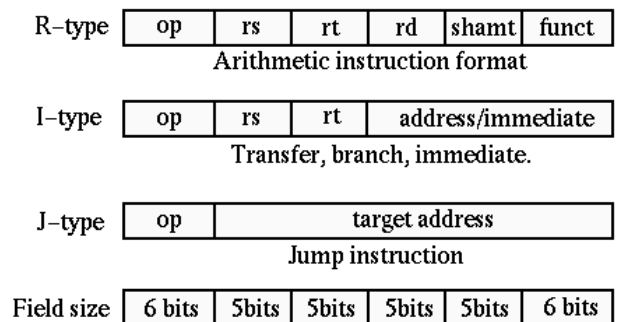 R–type op rs rt rd shamt funct
Arithmetic instruction format
I–type op rs rt address/immediate
Transfer, branch, immediate.
J–type op target address
Jump instruction
Field size 6 bits 5bits 5bits 5bits 5bits 6 bits